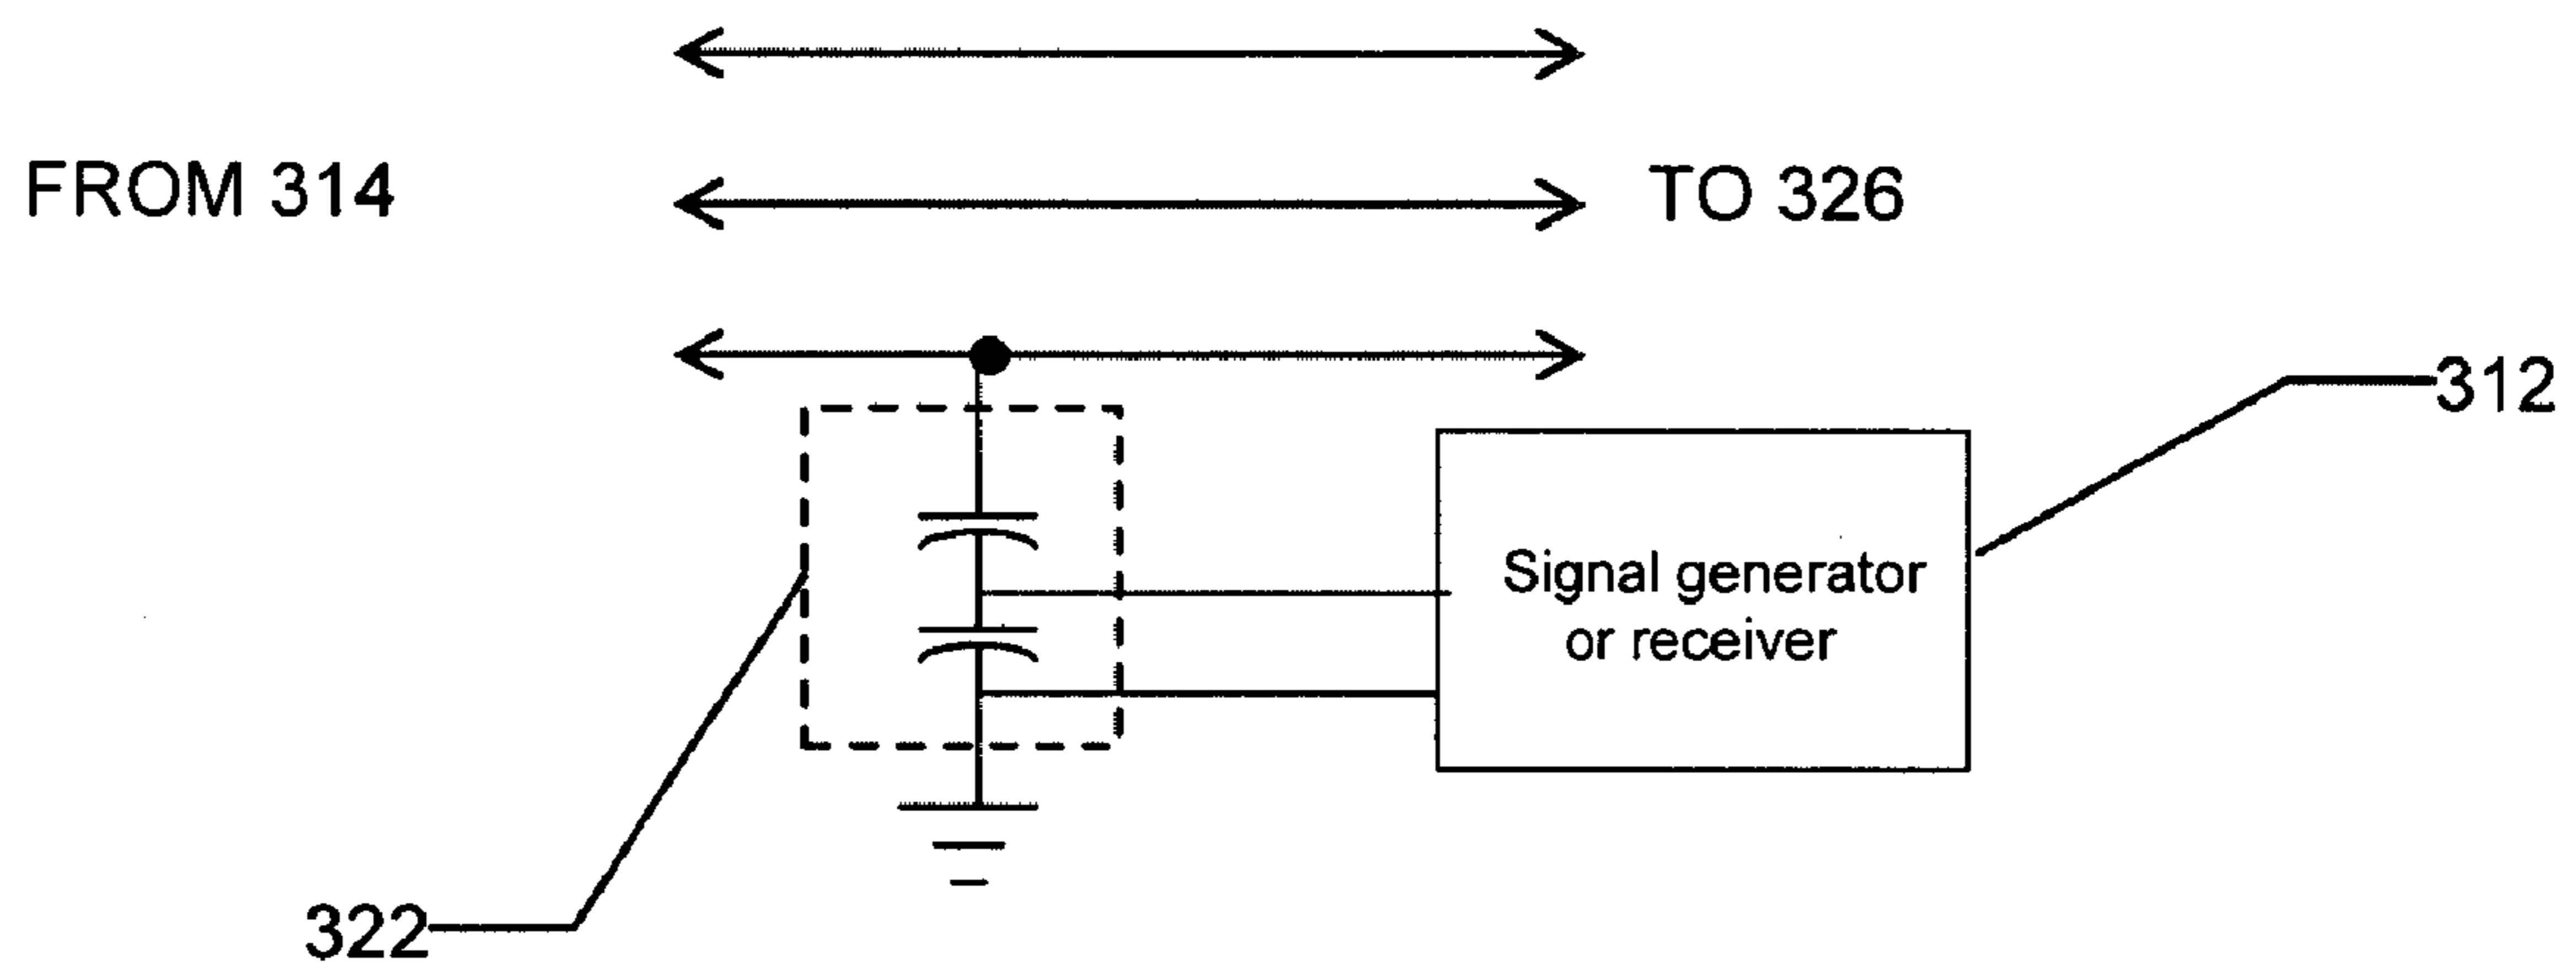 FROM 314
TO 326
312
Signal generator
or receiver
322